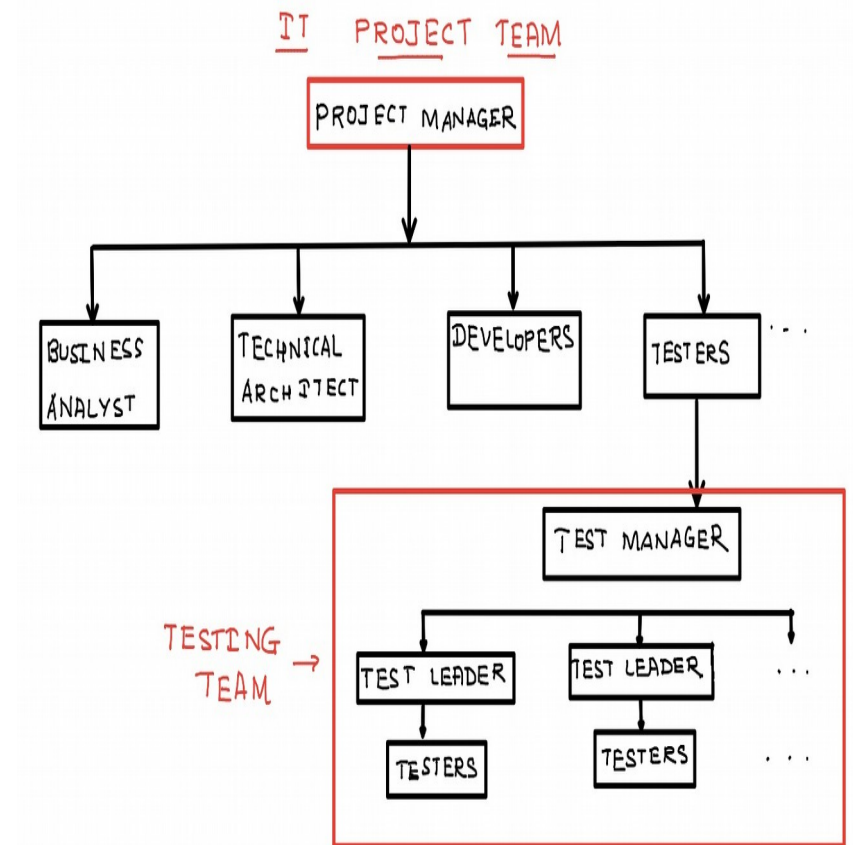 IT PROJECT TEAM
PROJECT MANAGER
BUSINESS
ANALYST
TECHNICAL
ARCHITECT
DEVELOPERS
TESTERS
...
TEST MANAGER
TESTING
TEAM
TEST LEADER
TEST LEADER
...
TESTERS
TESTERS
...